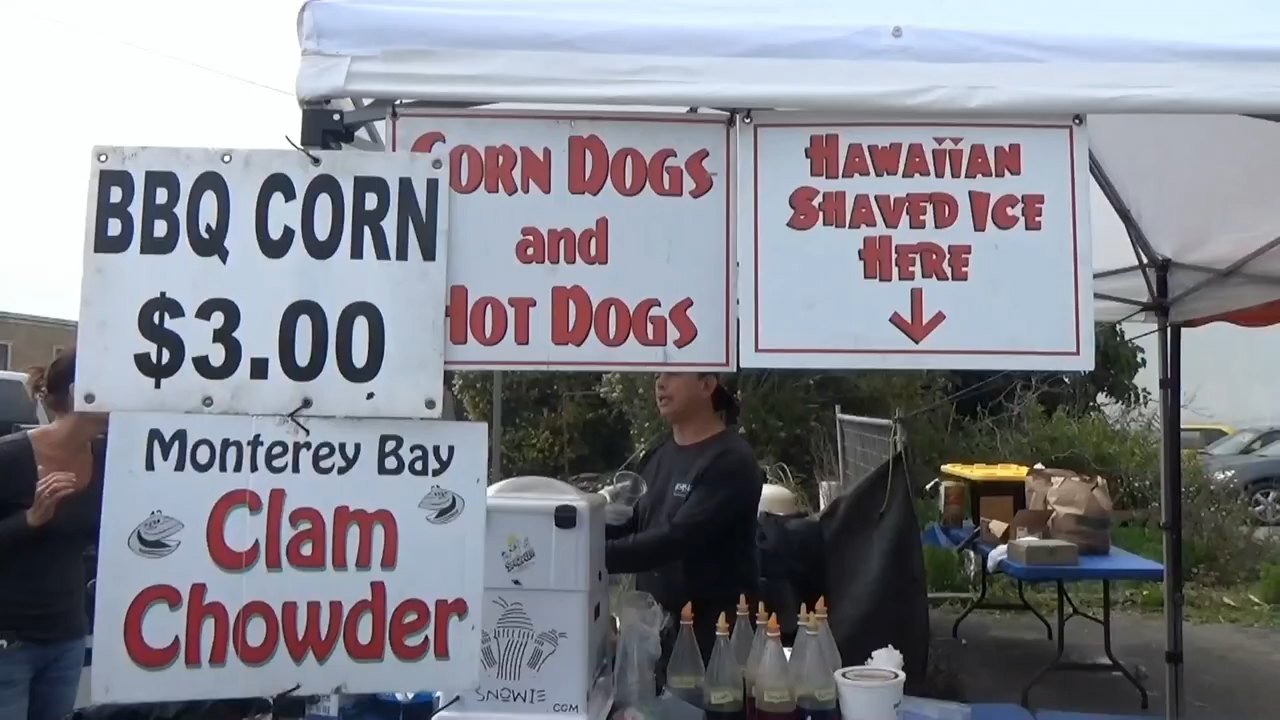 BBQ CORN
$3.00
Monterey Bay
Clam
Chowder
CORN DOGS
and
HOT DOGS
HAWAIIAN
SHAVED ICE
HERE
SNOWIE
.COM